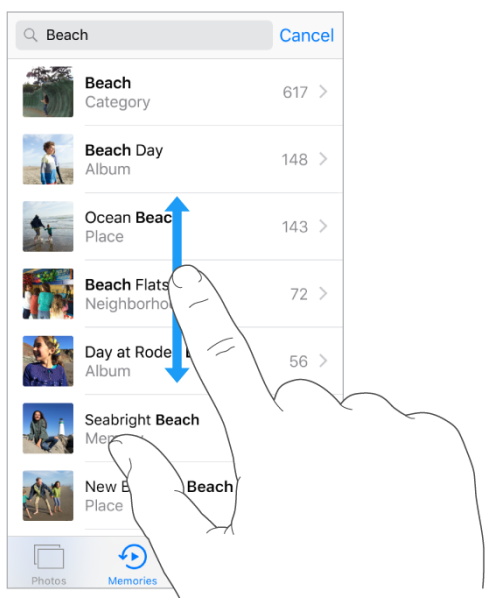 Beach
Cancel
Beach
Category
617
Beach Day
Album
148
Ocean Beac
Place
143
Beach Flats
Neighborho
72
Day at Rode
Album
56
Seabright Beach
New
Beach
Place
Photos
Memories